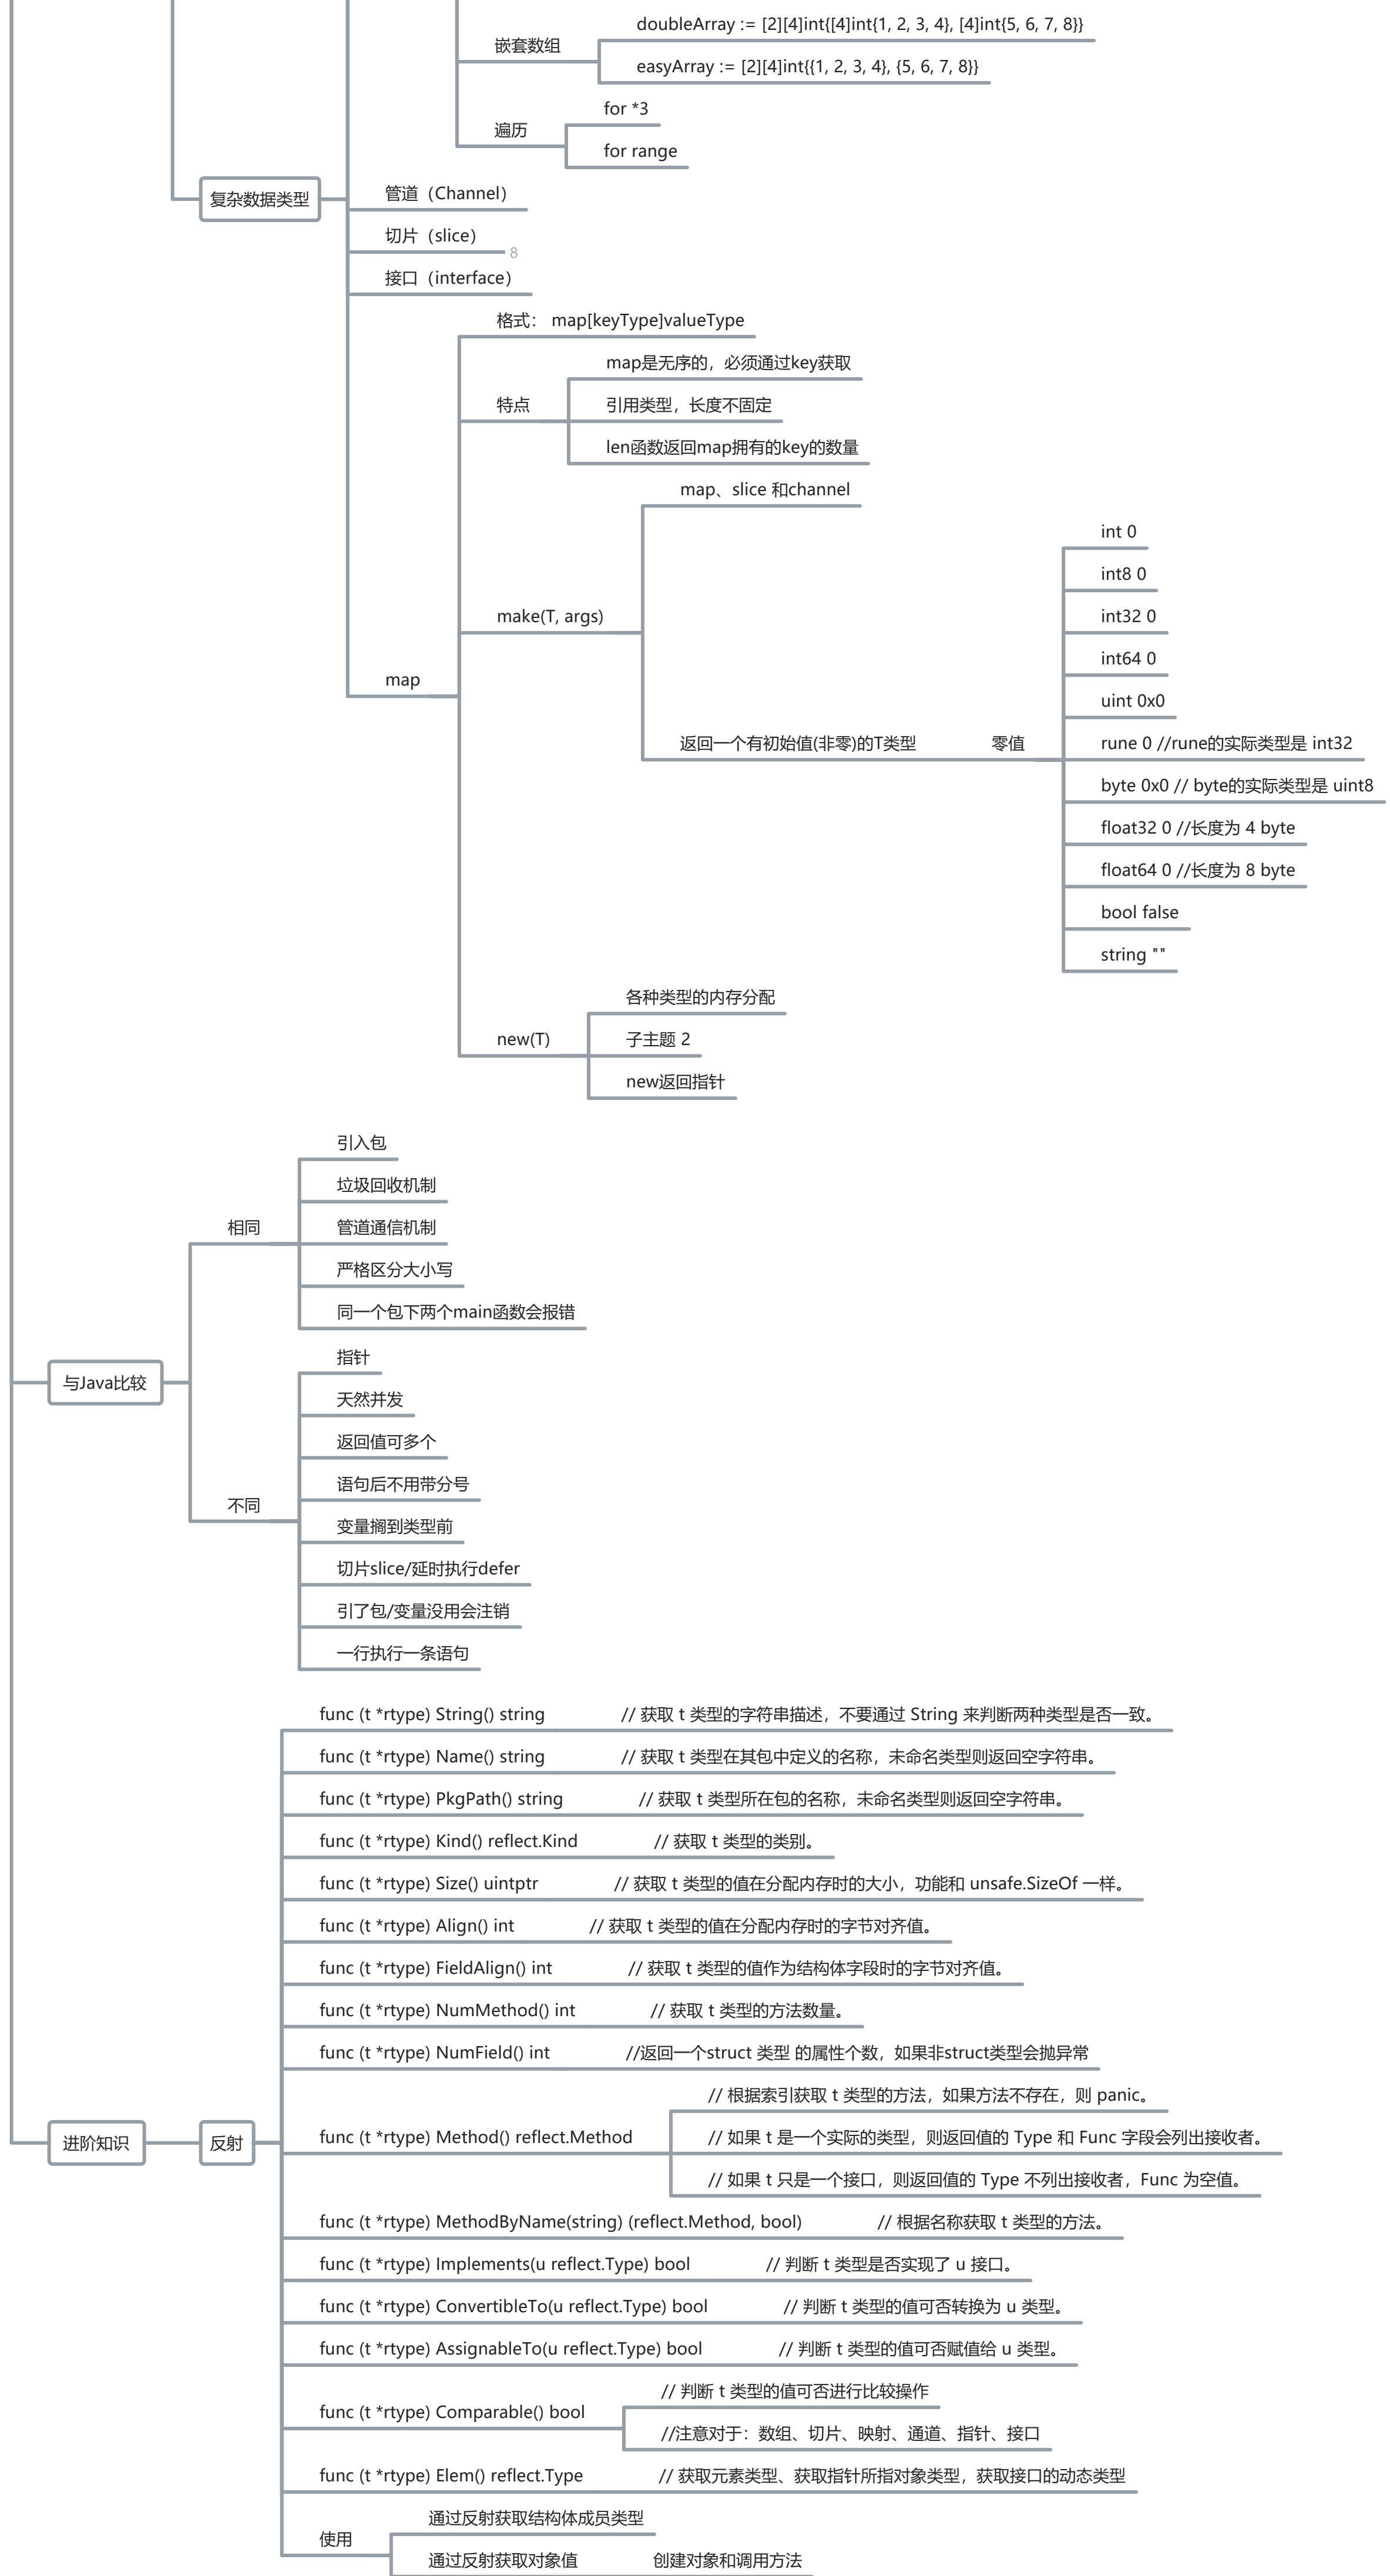 doubleArray := [2][4]int{[4]int{1, 2, 3, 4}, [4]int{5, 6, 7, 8}}
嵌套数组
easyArray := [2][4]int{{1, 2, 3, 4}, {5, 6, 7, 8}}
for *3
遍历
for range
复杂数据类型
管道（Channel）
切片（slice）
8
接口（interface）
格式： map[keyType]valueType
map是无序的，必须通过key获取
特点
引用类型，长度不固定
len函数返回map拥有的key的数量
map、slice 和channel
make(T, args)
int 0
int8 0
int32 0
int64 0
uint 0x0
map
返回一个有初始值(非零)的T类型
零值
rune 0 //rune的实际类型是 int32
byte 0x0 // byte的实际类型是 uint8
float32 0 //长度为 4 byte
float64 0 //长度为 8 byte
bool false
string ""
各种类型的内存分配
new(T)
子主题 2
new返回指针
引入包
垃圾回收机制
相同
管道通信机制
严格区分大小写
同一个包下两个main函数会报错
与Java比较
指针
天然并发
返回值可多个
语句后不用带分号
不同
变量搁到类型前
切片slice/延时执行defer
引了包/变量没用会注销
一行执行一条语句
func (t *rtype) String() string // 获取 t 类型的字符串描述，不要通过 String 来判断两种类型是否一致。
func (t *rtype) Name() string // 获取 t 类型在其包中定义的名称，未命名类型则返回空字符串。
func (t *rtype) PkgPath() string // 获取 t 类型所在包的名称，未命名类型则返回空字符串。
func (t *rtype) Kind() reflect.Kind // 获取 t 类型的类别。
func (t *rtype) Size() uintptr // 获取 t 类型的值在分配内存时的大小，功能和 unsafe.SizeOf 一样。
func (t *rtype) Align() int // 获取 t 类型的值在分配内存时的字节对齐值。
func (t *rtype) FieldAlign() int // 获取 t 类型的值作为结构体字段时的字节对齐值。
func (t *rtype) NumMethod() int // 获取 t 类型的方法数量。
func (t *rtype) NumField() int //返回一个struct 类型 的属性个数，如果非struct类型会抛异常
进阶知识
反射
func (t *rtype) Method() reflect.Method
// 根据索引获取 t 类型的方法，如果方法不存在，则 panic。
// 如果 t 是一个实际的类型，则返回值的 Type 和 Func 字段会列出接收者。
// 如果 t 只是一个接口，则返回值的 Type 不列出接收者，Func 为空值。
func (t *rtype) MethodByName(string) (reflect.Method, bool) // 根据名称获取 t 类型的方法。
func (t *rtype) Implements(u reflect.Type) bool // 判断 t 类型是否实现了 u 接口。
func (t *rtype) ConvertibleTo(u reflect.Type) bool // 判断 t 类型的值可否转换为 u 类型。
func (t *rtype) AssignableTo(u reflect.Type) bool // 判断 t 类型的值可否赋值给 u 类型。
func (t *rtype) Comparable() bool
// 判断 t 类型的值可否进行比较操作
//注意对于：数组、切片、映射、通道、指针、接口
func (t *rtype) Elem() reflect.Type // 获取元素类型、获取指针所指对象类型，获取接口的动态类型
使用
通过反射获取结构体成员类型
通过反射获取对象值 创建对象和调用方法